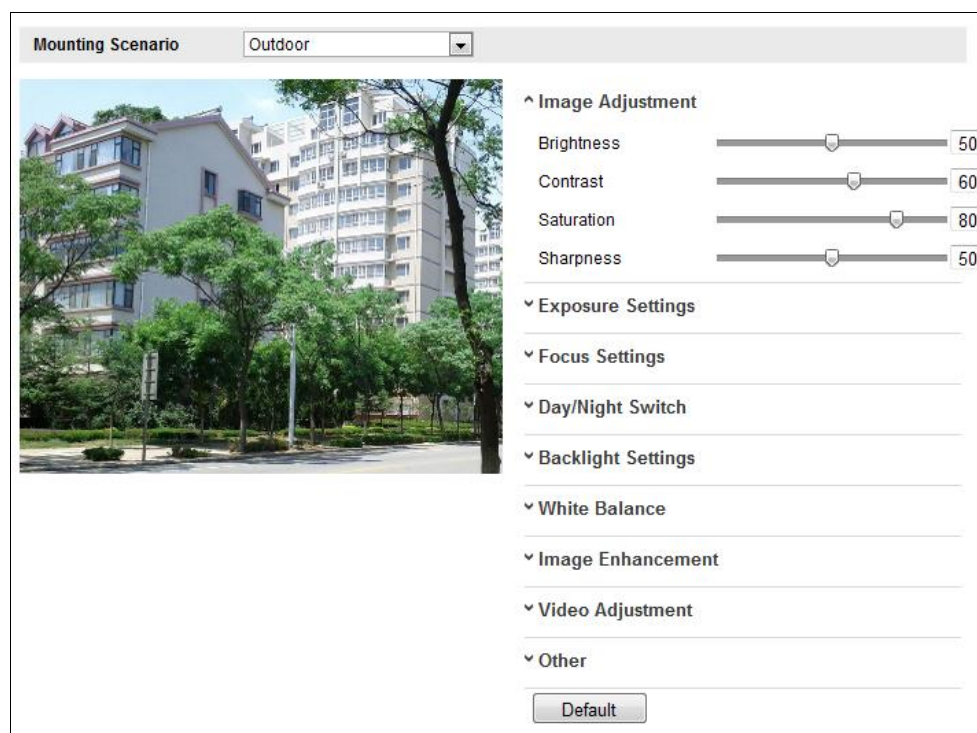 Mounting Scenario Outdoor
Image Adjustment
Brightness 50
Contrast 60
Saturation 80
Sharpness 50
Exposure Settings
Focus Settings
Day/Night Switch
Backlight Settings
White Balance
Image Enhancement
Video Adjustment
Other
Default